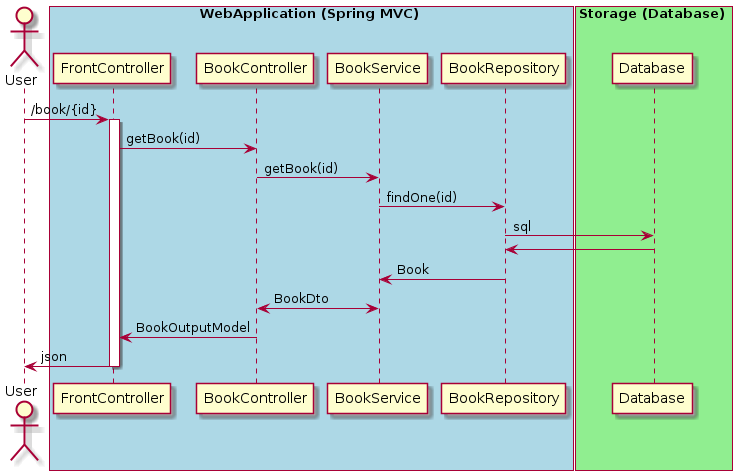 WebApplication (Spring MVC)
Storage (Database)
User
FrontController
BookController
BookService
BookRepository
Database
/book/{id}
getBook(id)
getBook(id)
findOne(id)
sql
Book
BookDto
BookOutputModel
json
User
FrontController
BookController
BookService
BookRepository
Database